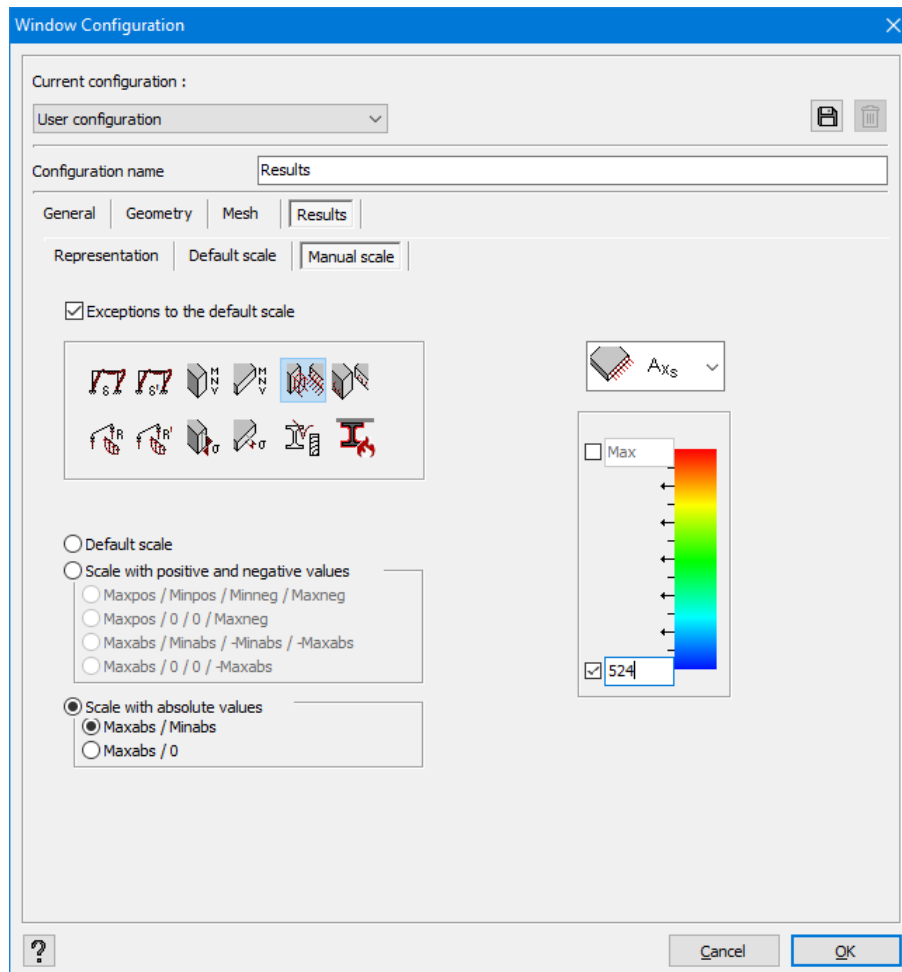 Window Configuration
Current configuration :
User configuration
Configuration name
Results
General
Geometry
Mesh
Results
Representation
Default scale
Manual scale
Exceptions to the default scale
S
S'
M
N
V
M
N
V
Axs
R
R'
σ
σ
Max
Default scale
Scale with positive and negative values
Maxpos / Minpos / Minneg / Maxneg
Maxpos / 0 / 0 / Maxneg
Maxabs / Minabs / -Minabs / -Maxabs
Maxabs / 0 / 0 / -Maxabs
524
Scale with absolute values
Maxabs / Minabs
Maxabs / 0
?
Cancel
OK